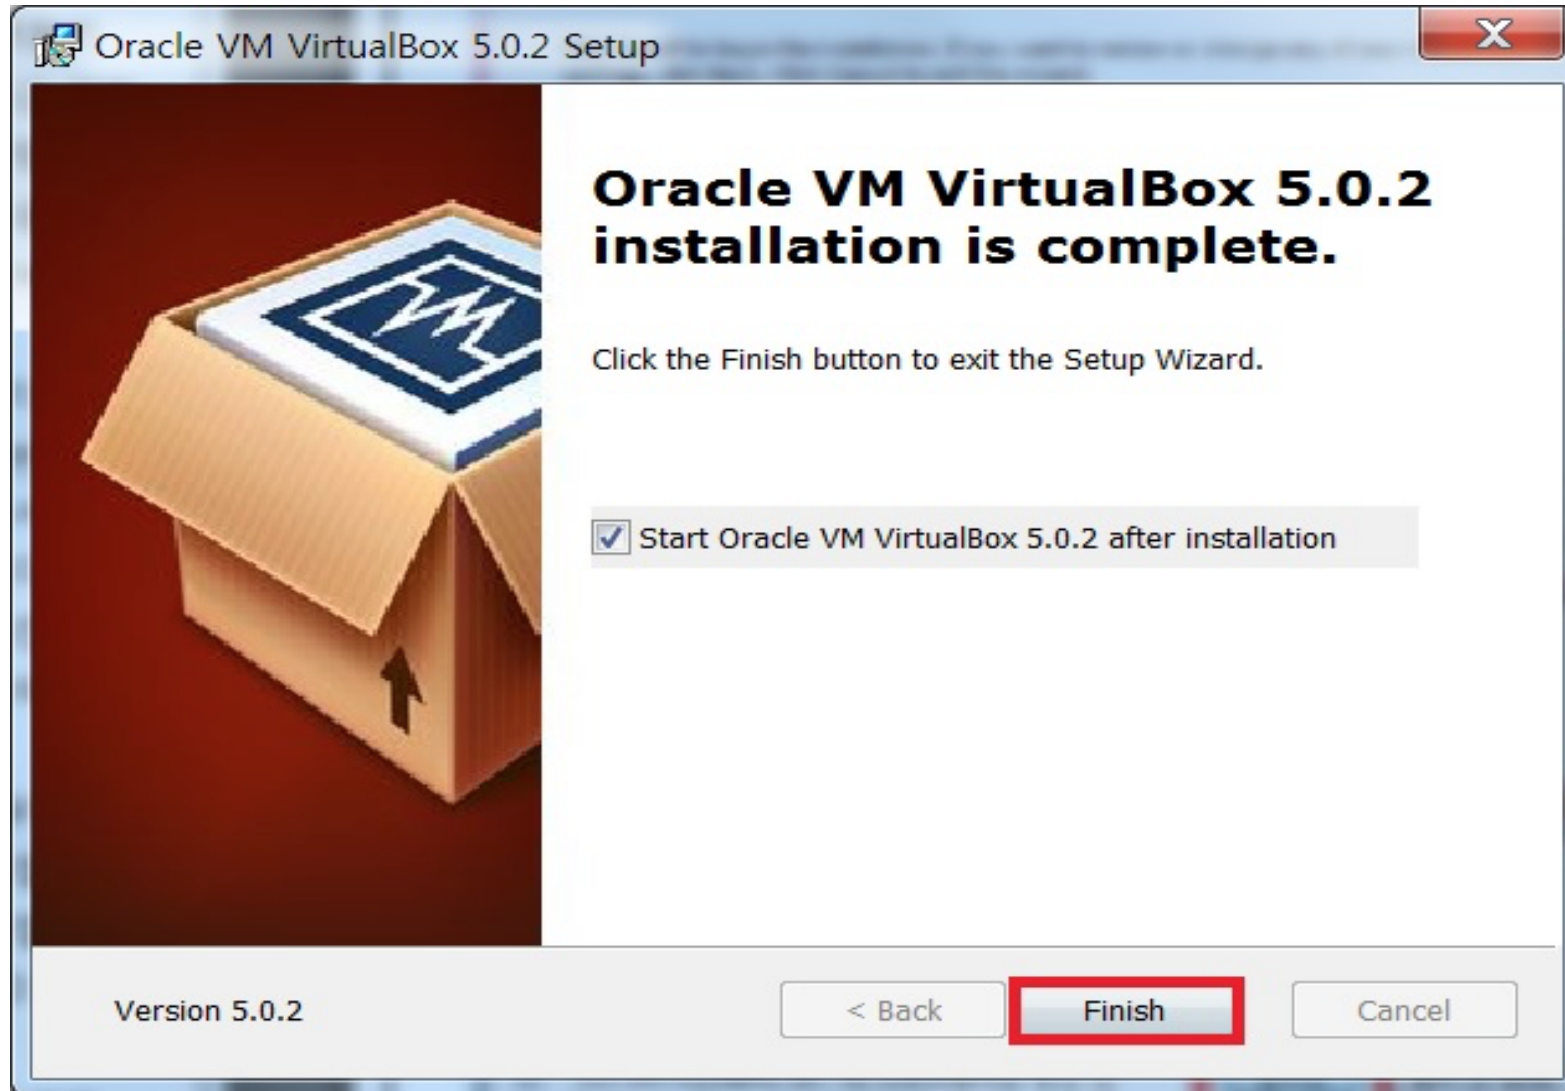 Oracle VM VirtualBox 5.0.2 Setup
Oracle VM VirtualBox 5.0.2
installation is complete.
Click the Finish button to exit the Setup Wizard.
Start Oracle VM VirtualBox 5.0.2 after installation
Version 5.0.2
< Back
Finish
Cancel